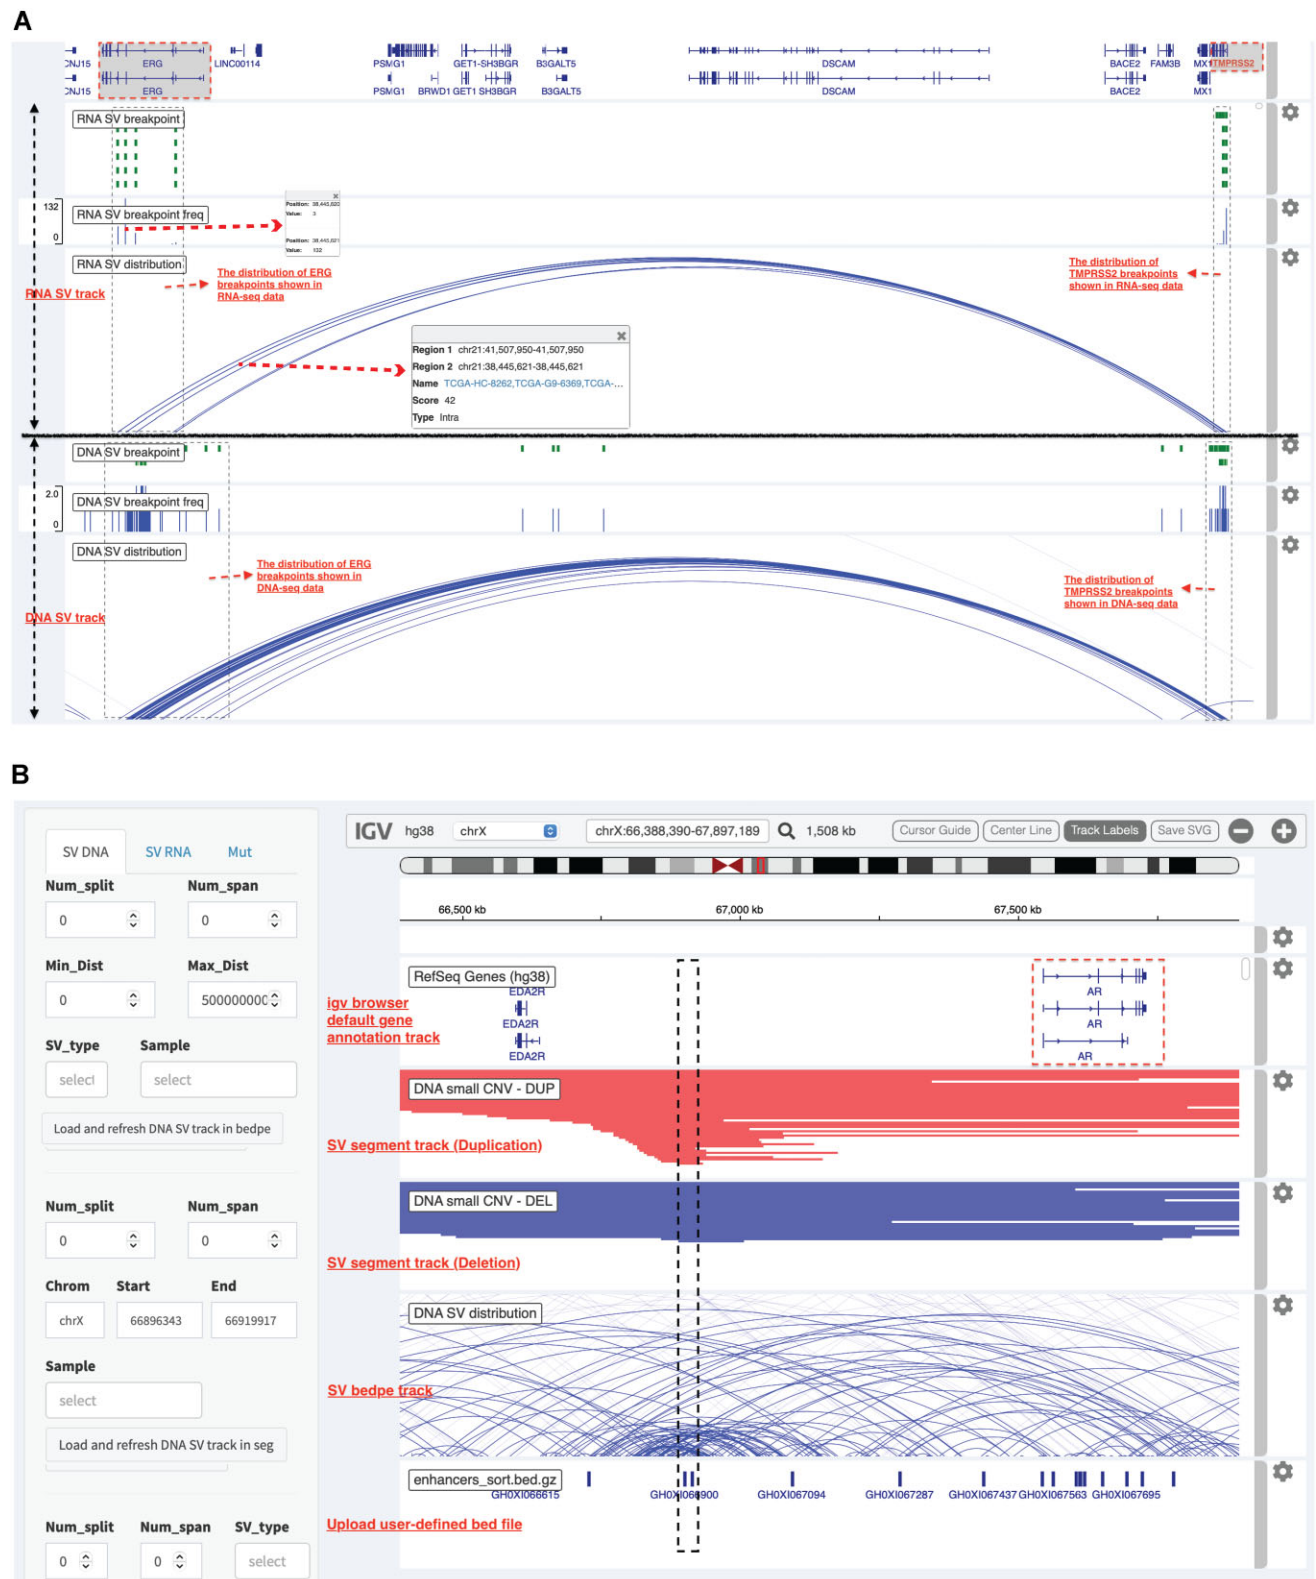 A
CNJ15 ERG LINC00114 PSMG1 GET1-SH3BGR B3GALT5 DSCAM BACE2 FAM3B MX1 TMPRSS2
CNJ15 ERG PSMG1 BRWD1 GET1 SH3BGR B3GALT5 DSCAM BACE2 MX1
RNA SV breakpoint
132
0
RNA SV breakpoint freq
Position: 38,445,620
Value: 3
Position: 38,445,621
Value: 132
RNA SV distribution
RNA SV track
The distribution of ERG
breakpoints shown in
RNA-seq data
The distribution of
TMPRSS2 breakpoints
shown in RNA-seq data
Region 1 chr21:41,507,950-41,507,950
Region 2 chr21:38,445,621-38,445,621
Name TCGA-HC-8262,TCGA-G9-6369,TCGA-...
Score 42
Type Intra
DNA SV breakpoint
2.0
0
DNA SV breakpoint freq
DNA SV distribution
DNA SV track
The distribution of ERG
breakpoints shown in
DNA-seq data
The distribution of
TMPRSS2 breakpoints
shown in DNA-seq data
B
SV DNA SV RNA Mut
Num_split Num_span
0 0
Min_Dist Max_Dist
0 500000000
SV_type Sample
select select
Load and refresh DNA SV track in bedpe
Num_split Num_span
0 0
Chrom Start End
chrX 66896343 66919917
Sample
select
Load and refresh DNA SV track in seg
Num_split Num_span SV_type
0 0 select
IGV hg38 chrX chrX:66,388,390-67,897,189 1,508 kb Cursor Guide Center Line Track Labels Save SVG
66,500 kb 67,000 kb 67,500 kb
RefSeq Genes (hg38)
EDA2R AR
EDA2R AR
EDA2R AR
igv browser
default gene
annotation track
DNA small CNV - DUP
SV segment track (Duplication)
DNA small CNV - DEL
SV segment track (Deletion)
DNA SV distribution
SV bedpe track
enhancers_sort.bed.gz
GH0XI066615 GH0XI066900 GH0XI067094 GH0XI067287 GH0XI067437 GH0XI067563 GH0XI067695
Upload user-defined bed file